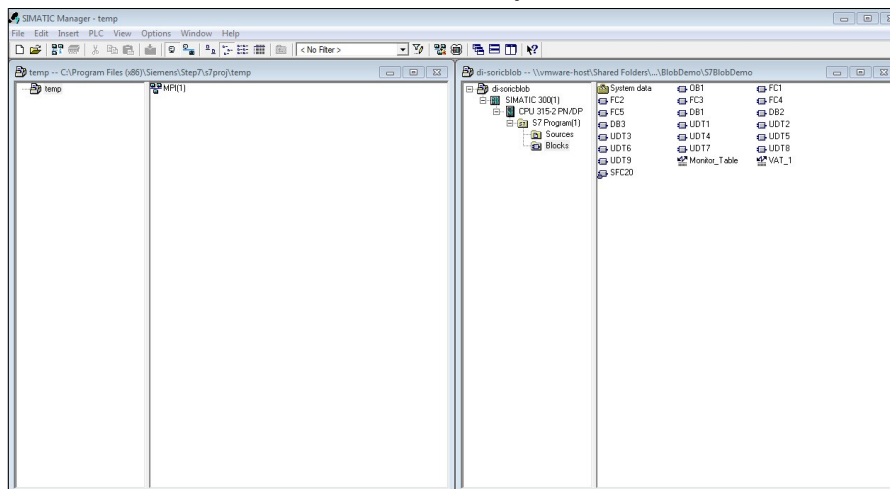 SIMATIC Manager - temp
File Edit Insert PLC View Options Window Help
< No Filter >
temp -- C:\Program Files (x86)\Siemens\Step7\s7proj\temp
temp
MPI(1)
di-soricblob -- \\vmware-host\Shared Folders\...\BlobDemo\S7BlobDemo
di-soricblob
SIMATIC 300(1)
CPU 315-2 PN/DP
S7 Program(1)
Sources
Blocks
System data OB1 FC1
FC2 FC3 FC4
FC5 DB1 DB2
DB3 UDT1 UDT2
UDT3 UDT4 UDT5
UDT6 UDT7 UDT8
UDT9 Monitor_Table VAT_1
SFC20